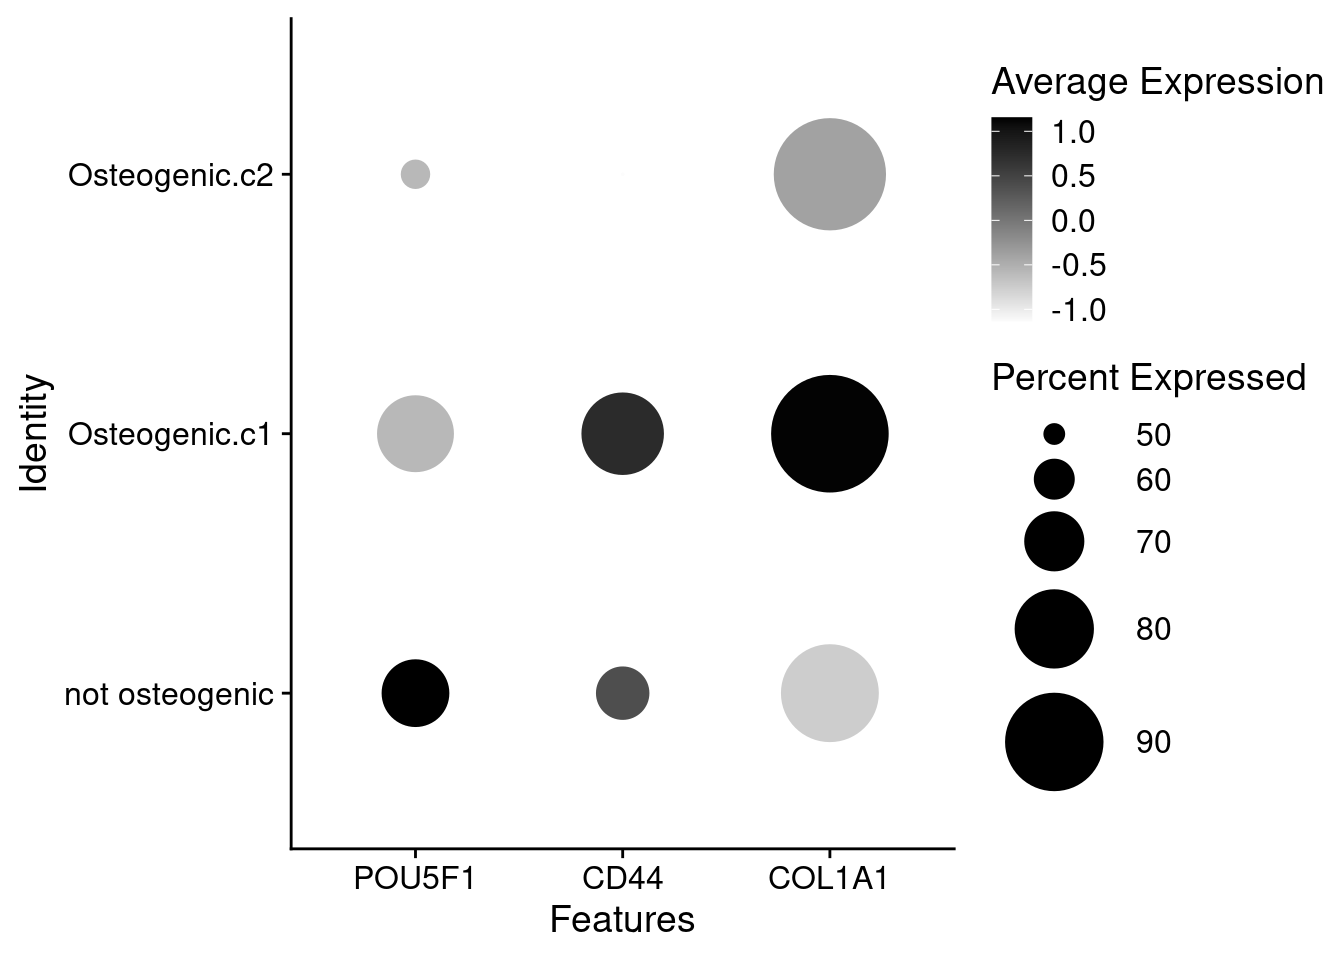 Osteogenic.c2
Osteogenic.c1
not osteogenic
Identity
POU5F1 CD44 COL1A1
Features
Average Expression
1.0
0.5
0.0
-0.5
-1.0
Percent Expressed
50
60
70
80
90